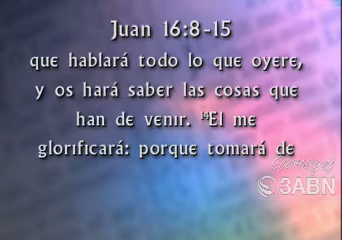 Juan 16:8-15
que hablará todo lo que oyere,
y os hará saber las cosas que
han de venir. ¹⁴El me
glorificará: porque tomará de
3ABN